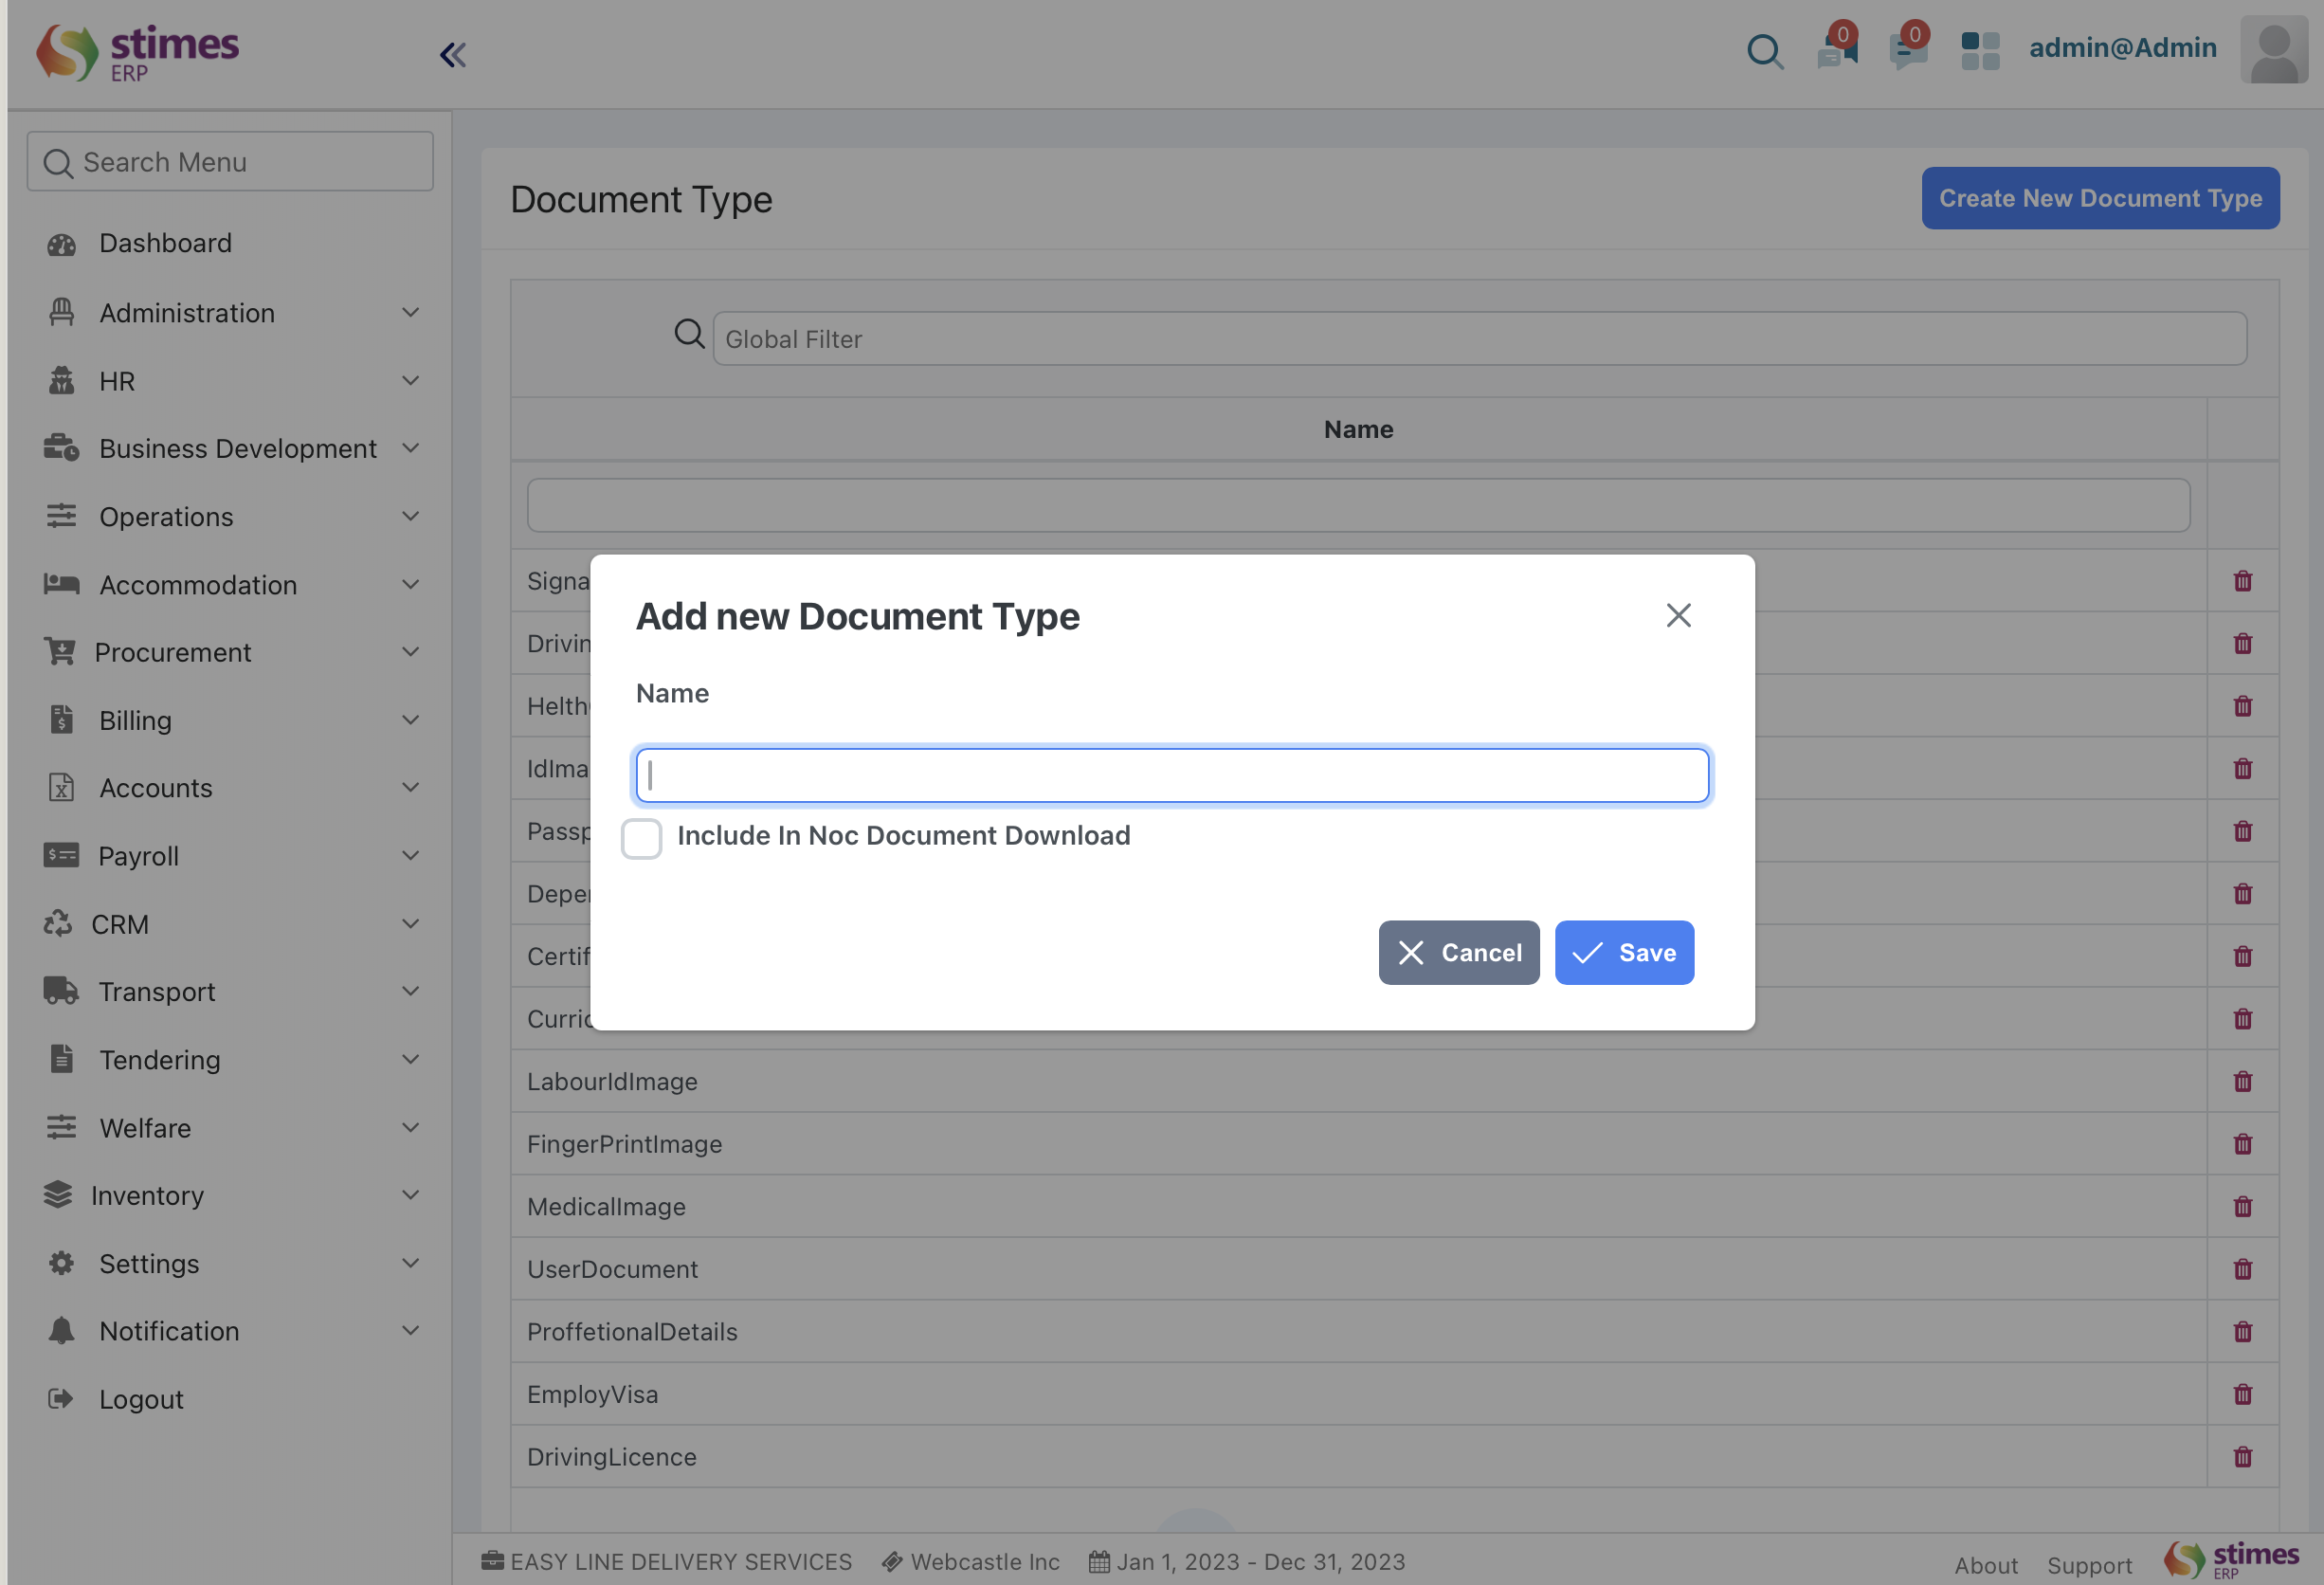 stimes
ERP
0
0
admin@Admin
Search Menu
Dashboard
Administration
HR
Business Development
Operations
Accommodation
Procurement
Billing
Accounts
Payroll
CRM
Transport
Tendering
Welfare
Inventory
Settings
Notification
Logout
Document Type
Create New Document Type
Global Filter
Name
Signa
Drivin
Helth
IdIma
Passp
Deper
Certif
Curric
LabourIdImage
FingerPrintImage
MedicalImage
UserDocument
ProffetionalDetails
EmployVisa
DrivingLicence
Add new Document Type
Name
Include In Noc Document Download
Cancel
Save
EASY LINE DELIVERY SERVICES
Webcastle Inc
Jan 1, 2023 - Dec 31, 2023
About
Support
stimes
ERP